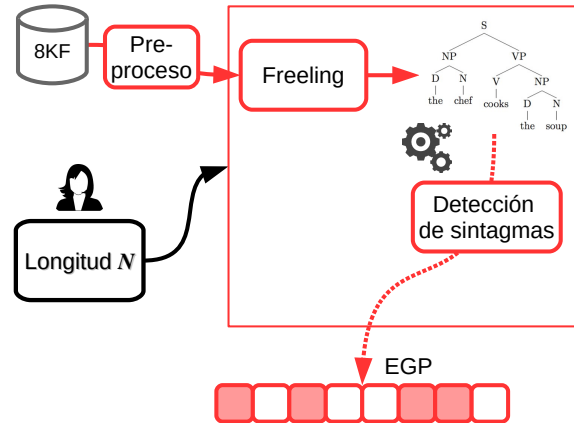 8KF
Pre-
proceso
Freeling
S
NP VP
D N V NP
the chef cooks D N
the soup
Detección
de sintagmas
Longitud N
EGP